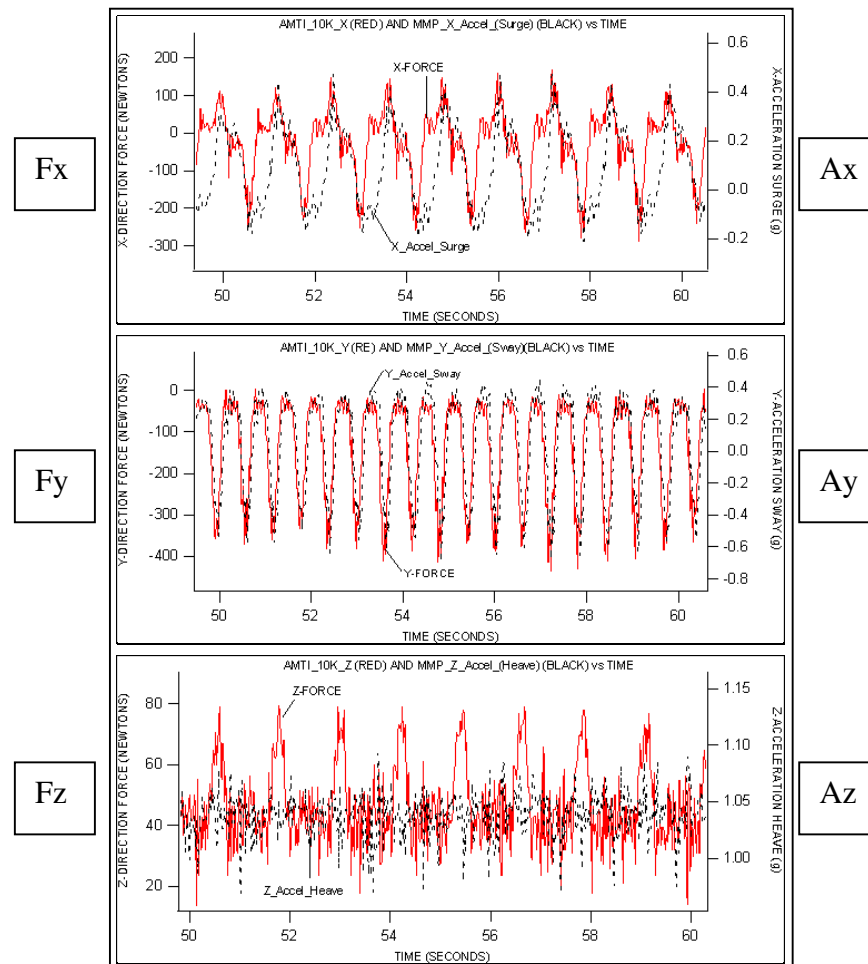 AMTI_10K_X (RED) AND MMP_X_Accel_(Surge) (BLACK) vs TIME
X-DIRECTION FORCE (NEWTONS)
200
100
0
-100
-200
-300
X-FORCE
X_Accel_Surge
0.6
0.4
0.2
0.0
-0.2
X-ACCELERATION SURGE (g)
50 52 54 56 58 60
TIME (SECONDS)
Fx
Ax
AMTI_10K_Y (RE) AND MMP_Y_Accel_(Sway)(BLACK) vs TIME
Y-DIRECTION FORCE (NEWTONS)
0
-100
-200
-300
-400
Y_Accel_Sway
Y-FORCE
0.6
0.4
0.2
0.0
-0.2
-0.4
-0.6
-0.8
Y-ACCELERATION SWAY (g)
50 52 54 56 58 60
TIME (SECONDS)
Fy
Ay
AMTI_10K_Z (RED) AND MMP_Z_Accel_(Heave) (BLACK) vs TIME
Z-DIRECTION FORCE (NEWTONS)
80
60
40
20
Z-FORCE
Z_Accel_Heave
1.15
1.10
1.05
1.00
Z-ACCELERATION HEAVE (g)
50 52 54 56 58 60
TIME (SECONDS)
Fz
Az